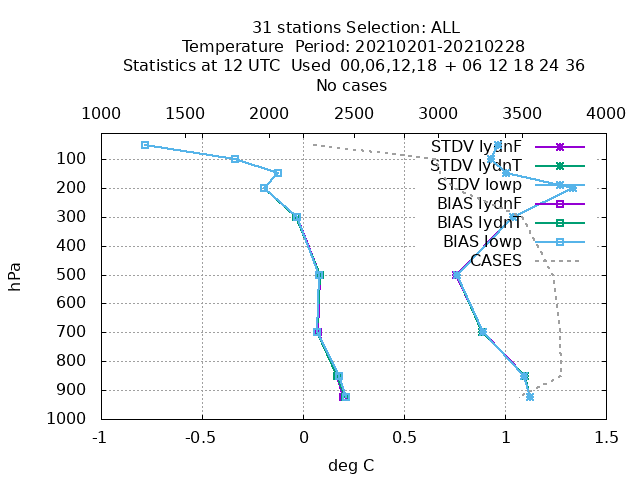 31 stations Selection: ALL
Temperature  Period: 20210201-20210228
Statistics at 12 UTC  Used  00,06,12,18  + 06 12 18 24 36
No cases
1000 1500 2000 2500 3000 3500 4000
STDV lydnF
STDV lydnT
STDV lowp
BIAS lydnF
BIAS lydnT
BIAS lowp
CASES
100
200
300
400
500
600
700
800
900
1000
hPa
-1 -0.5 0 0.5 1 1.5
deg C